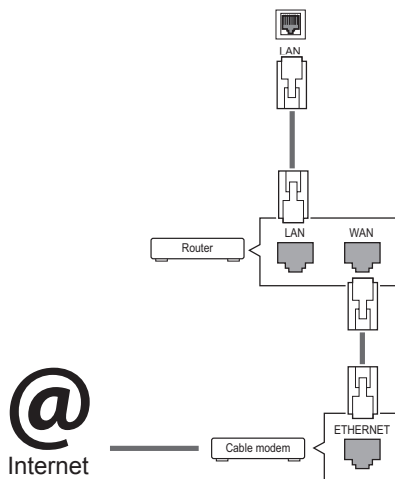 LAN
LAN
WAN
Router
ETHERNET
@
Cable modem
Internet